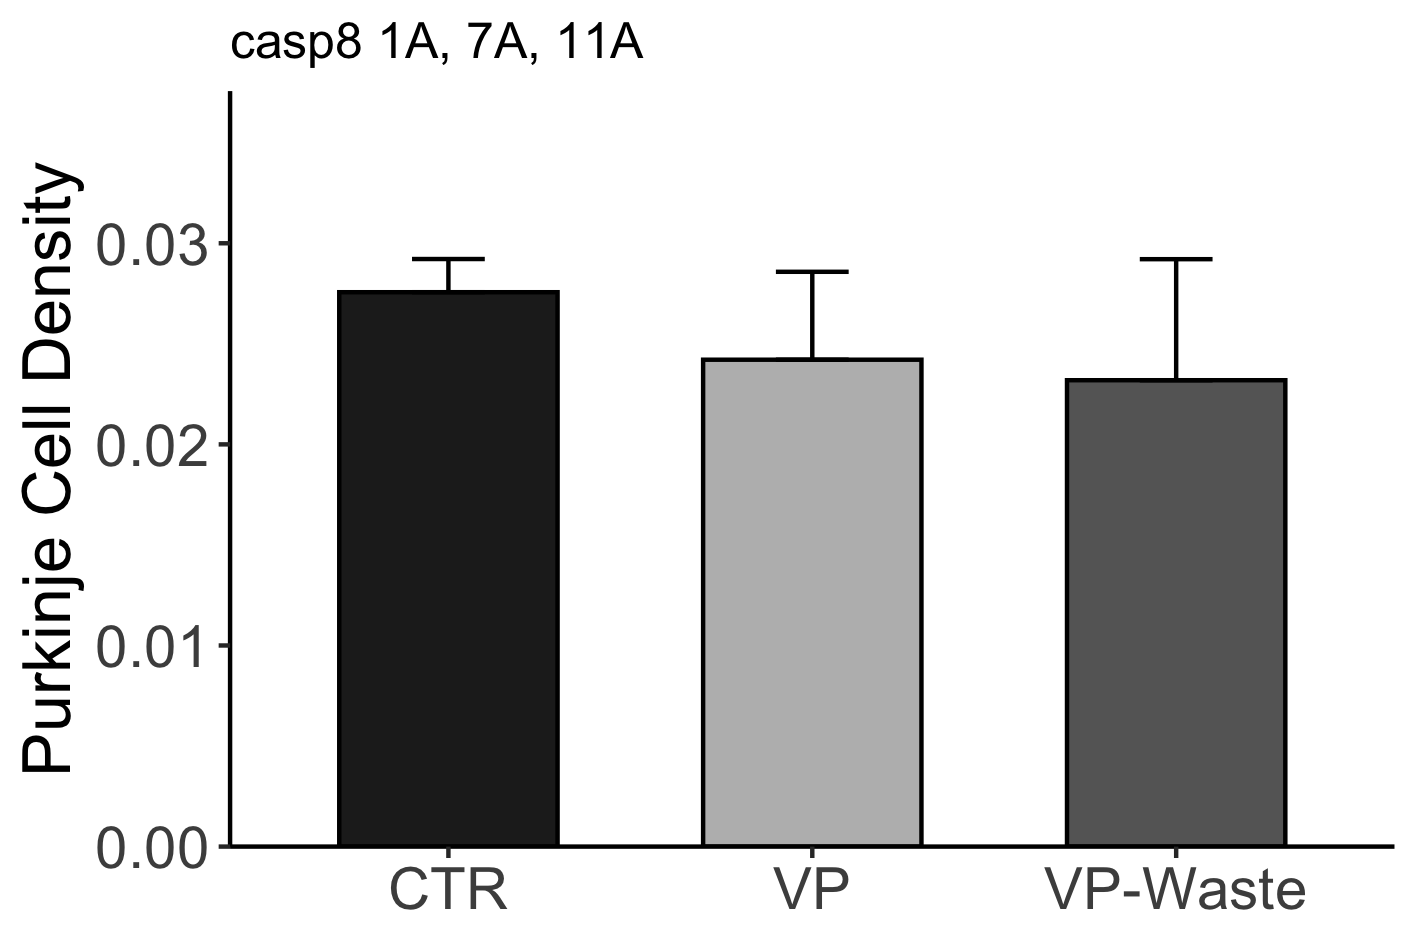 casp8 1A, 7A, 11A
Purkinje Cell Density
0.03
0.02
0.01
0.00
CTR
VP
VP-Waste